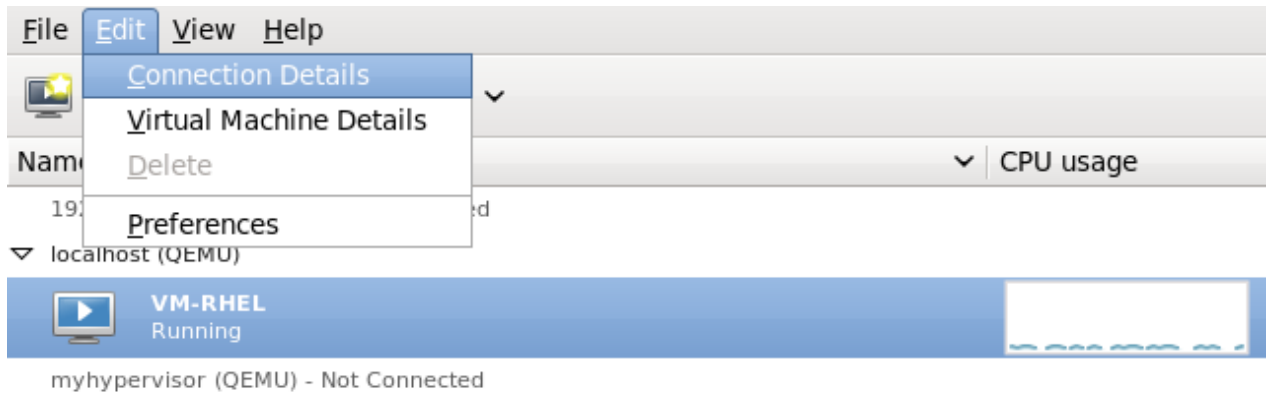 File Edit View Help
Connection Details
Virtual Machine Details
Delete
Preferences
CPU usage
localhost (QEMU)
VM-RHEL
Running
myhypervisor (QEMU) - Not Connected